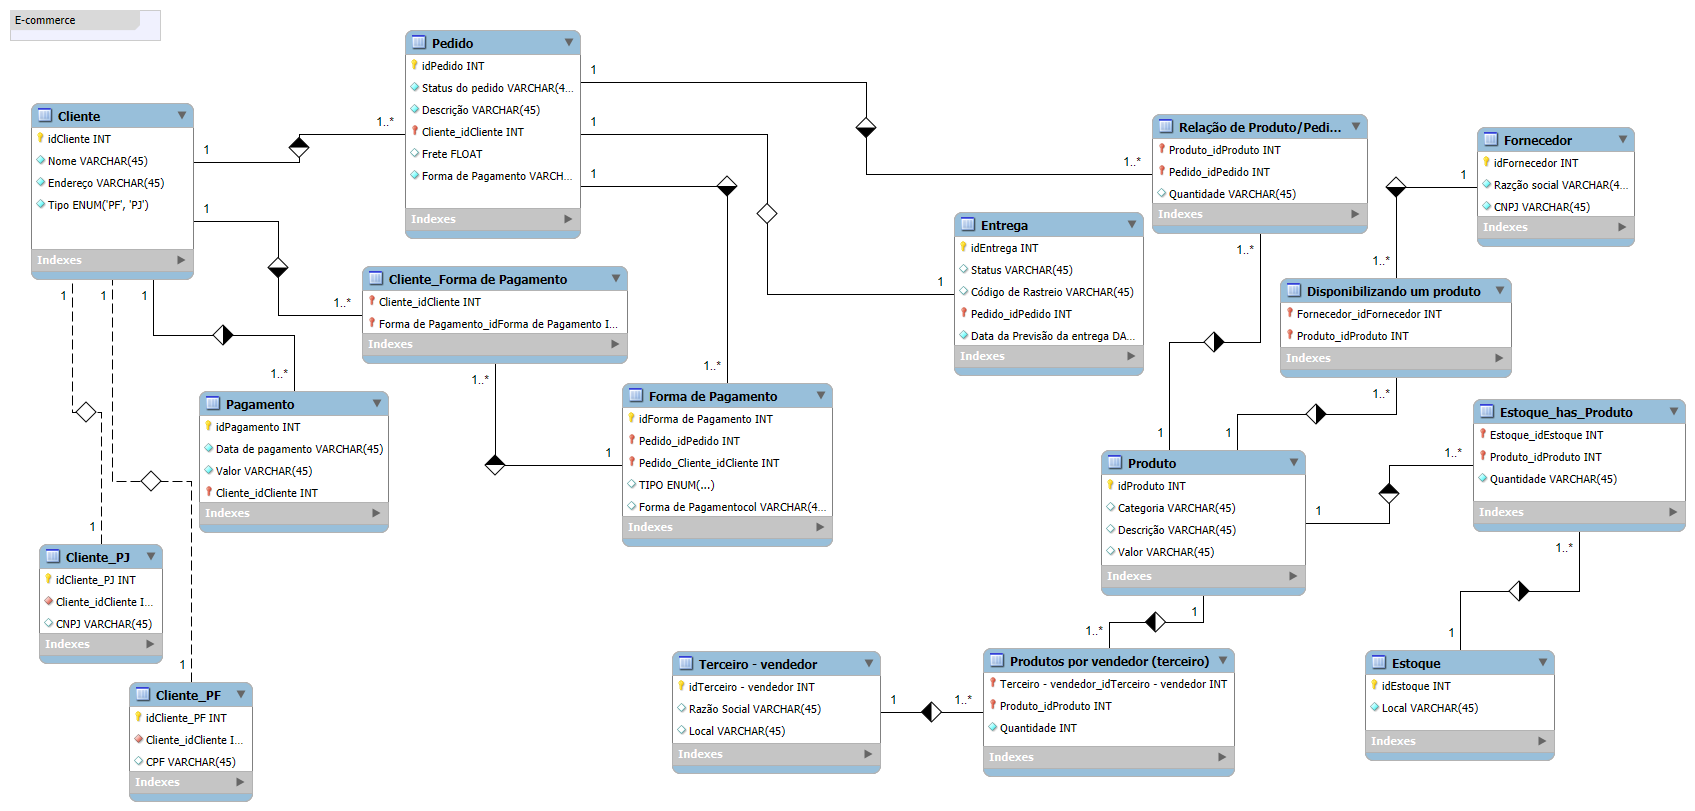 E-commerce
Pedido
idPedido INT
Status do pedido VARCHAR(4...
Descrição VARCHAR(45)
Cliente_idCliente INT
Frete FLOAT
Forma de Pagamento VARCH...
Indexes
Cliente
idCliente INT
Nome VARCHAR(45)
Endereço VARCHAR(45)
Tipo ENUM('PF', 'PJ')
Indexes
Relação de Produto/Pedi...
Produto_idProduto INT
Pedido_idPedido INT
Quantidade VARCHAR(45)
Indexes
Fornecedor
idFornecedor INT
Razção social VARCHAR(4...
CNPJ VARCHAR(45)
Indexes
Entrega
idEntrega INT
Status VARCHAR(45)
Código de Rastreio VARCHAR(45)
Pedido_idPedido INT
Data da Previsão da entrega DA...
Indexes
Cliente_Forma de Pagamento
Cliente_idCliente INT
Forma de Pagamento_idForma de Pagamento I...
Indexes
Disponibilizando um produto
Fornecedor_idFornecedor INT
Produto_idProduto INT
Indexes
Pagamento
idPagamento INT
Data de pagamento VARCHAR(45)
Valor VARCHAR(45)
Cliente_idCliente INT
Indexes
Forma de Pagamento
idForma de Pagamento INT
Pedido_idPedido INT
Pedido_Cliente_idCliente INT
TIPO ENUM(...)
Forma de Pagamentocol VARCHAR(4...
Indexes
Estoque_has_Produto
Estoque_idEstoque INT
Produto_idProduto INT
Quantidade VARCHAR(45)
Indexes
Produto
idProduto INT
Categoria VARCHAR(45)
Descrição VARCHAR(45)
Valor VARCHAR(45)
Indexes
Cliente_PJ
idCliente_PJ INT
Cliente_idCliente I...
CNPJ VARCHAR(45)
Indexes
Cliente_PF
idCliente_PF INT
Cliente_idCliente I...
CPF VARCHAR(45)
Indexes
Terceiro - vendedor
idTerceiro - vendedor INT
Razão Social VARCHAR(45)
Local VARCHAR(45)
Indexes
Produtos por vendedor (terceiro)
Terceiro - vendedor_idTerceiro - vendedor INT
Produto_idProduto INT
Quantidade INT
Indexes
Estoque
idEstoque INT
Local VARCHAR(45)
Indexes
1
1..*
1
1..*
1
1..*
1
1
1
1
1
1..*
1
1
1
1..*
1..*
1
1..*
1
1..*
1
1..*
1
1
1..*
1..*
1
1
1..*
1
1..*